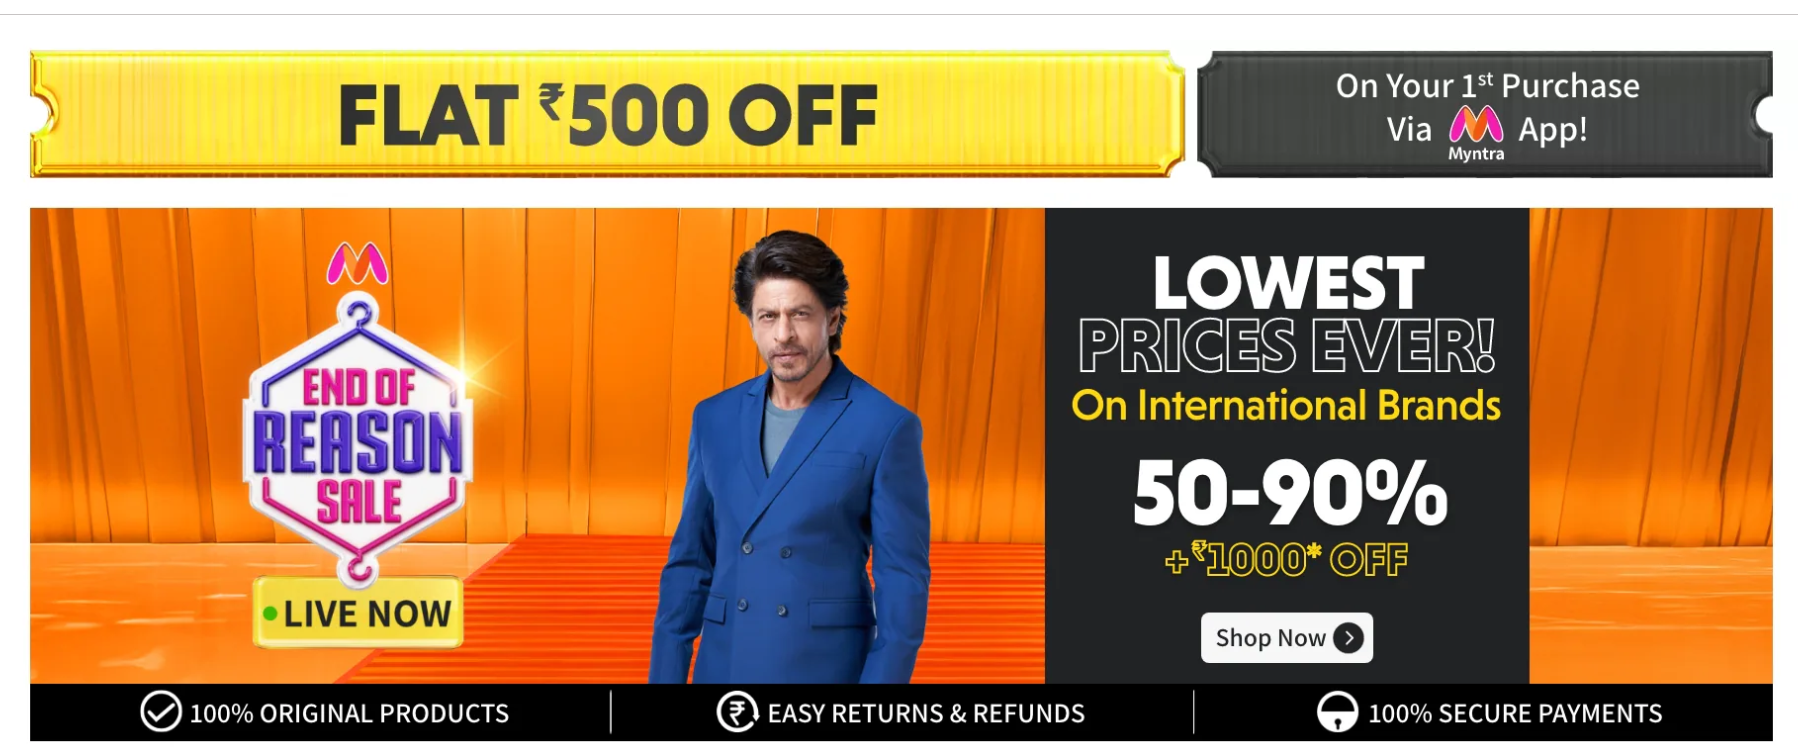 FLAT ₹500 OFF
On Your 1st Purchase
Via Myntra App!
END OF
REASON
SALE
LIVE NOW
LOWEST
PRICES EVER!
On International Brands
50-90%
+₹1000* OFF
Shop Now
100% ORIGINAL PRODUCTS
EASY RETURNS & REFUNDS
100% SECURE PAYMENTS